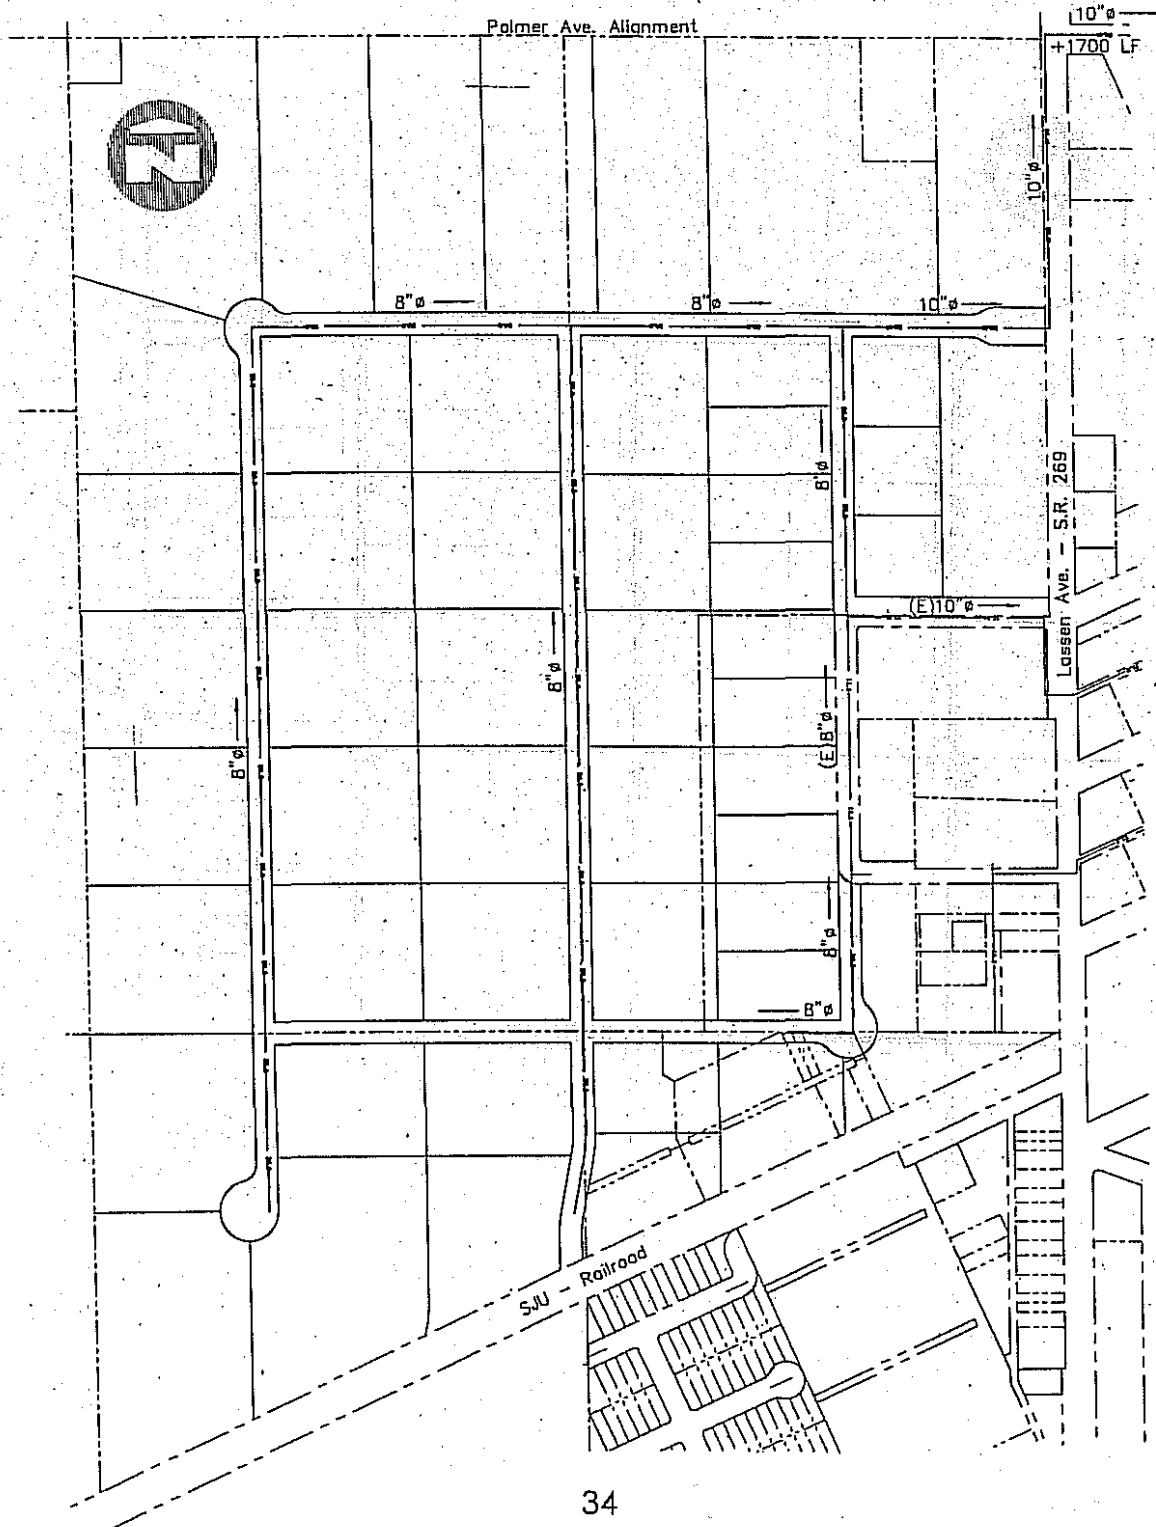 Palmer Ave. Alignment
10"ø
+1700 LF
N
10"ø
8"ø
8"ø
10"ø
8"ø
Lassen Ave. - S.R. 269
(E)10"ø
8"ø
(E)8"ø
8"ø
8"ø
8"ø
SJU - Railroad
34